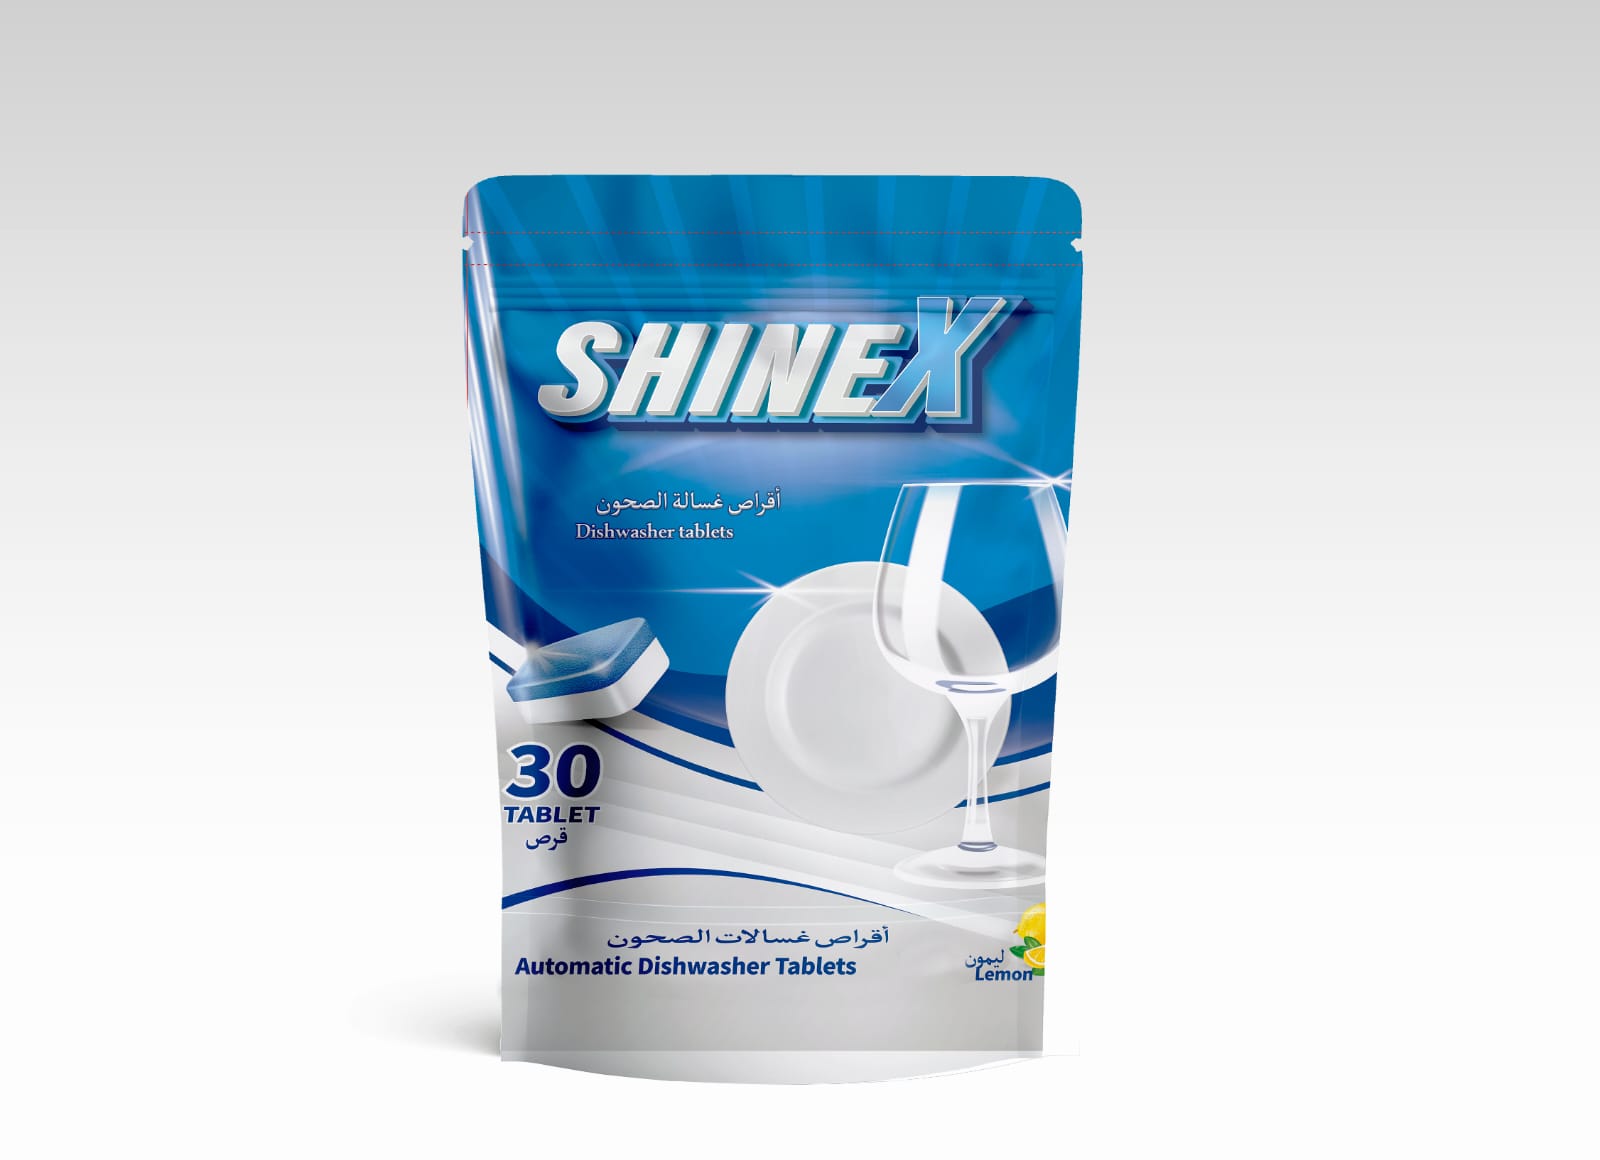 SHINEX
أقراص غسالة الصحون
Dishwasher tablets
30
TABLET
قرص
أقراص غسالات الصحون
Automatic Dishwasher Tablets
ليمون
Lemon